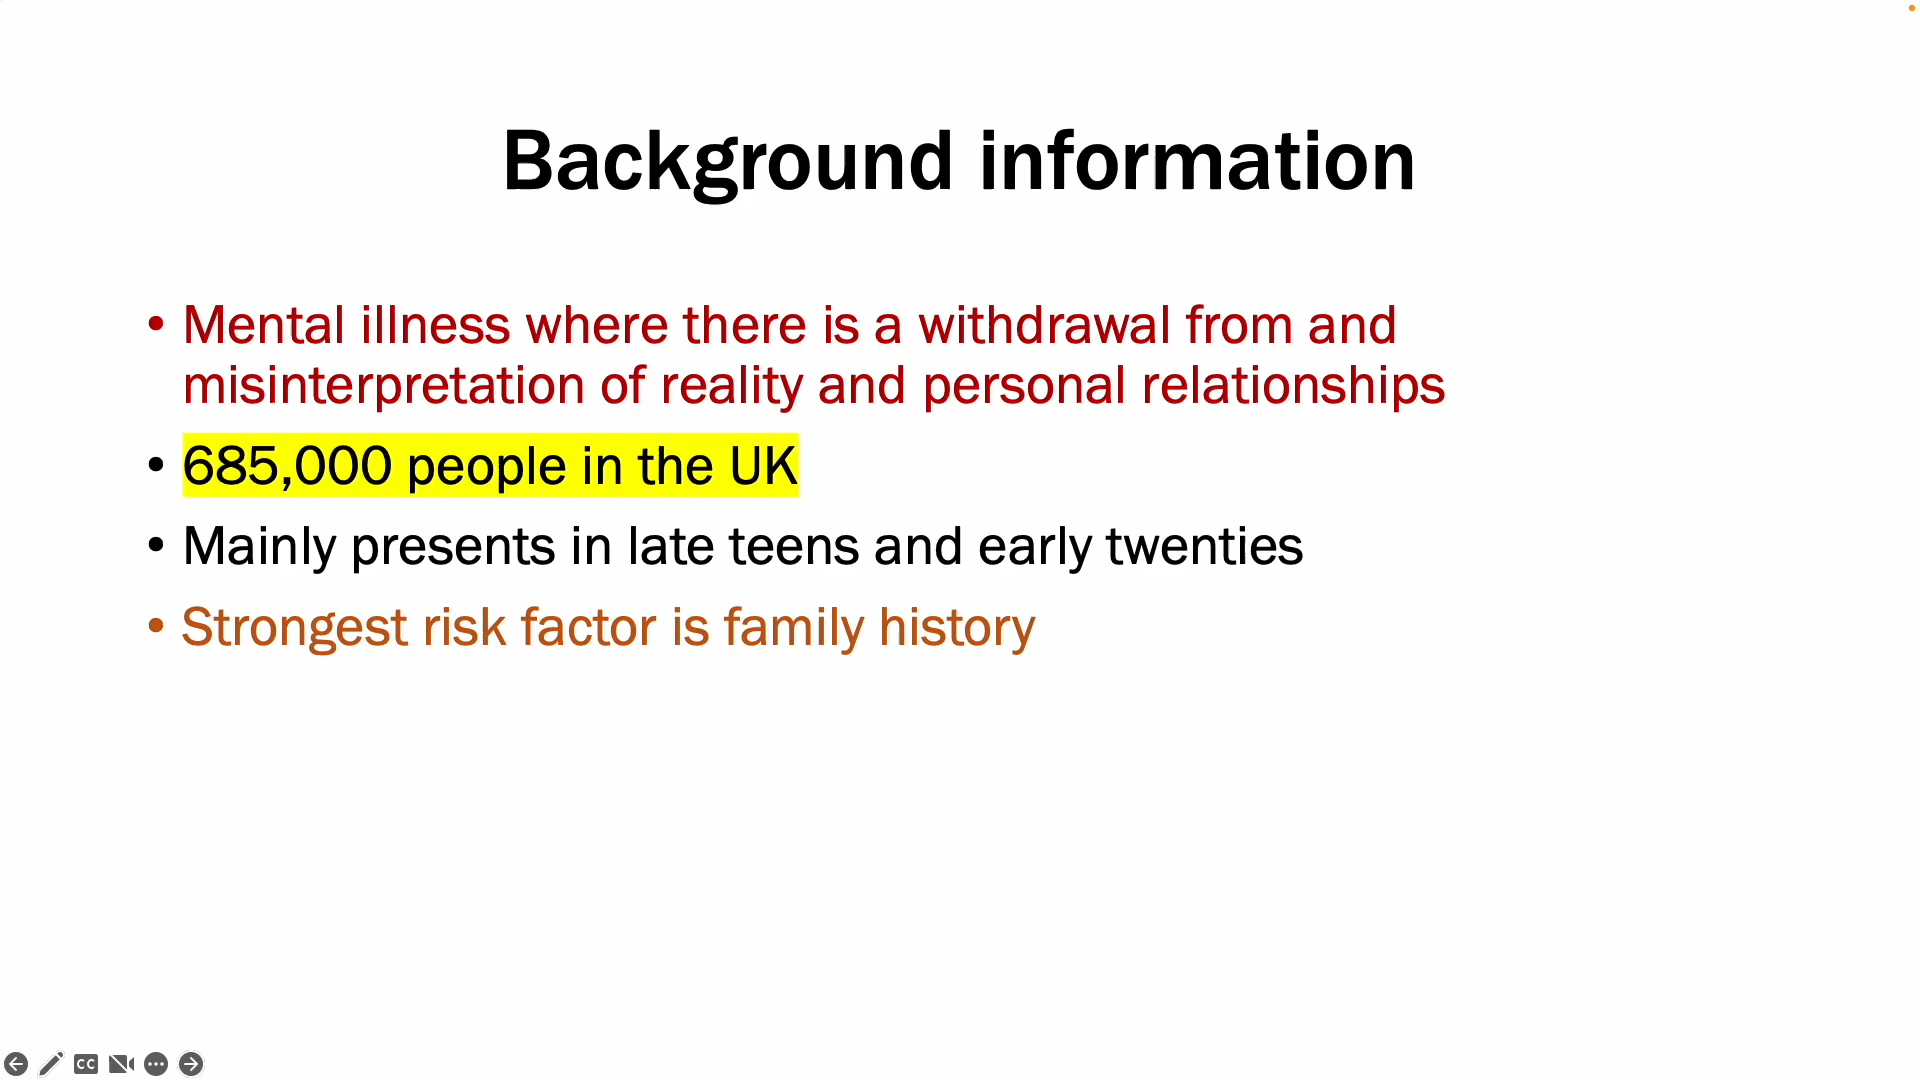 Background information
• Mental illness where there is a withdrawal from and
misinterpretation of reality and personal relationships
• 685,000 people in the UK
• Mainly presents in late teens and early twenties
• Strongest risk factor is family history
CC